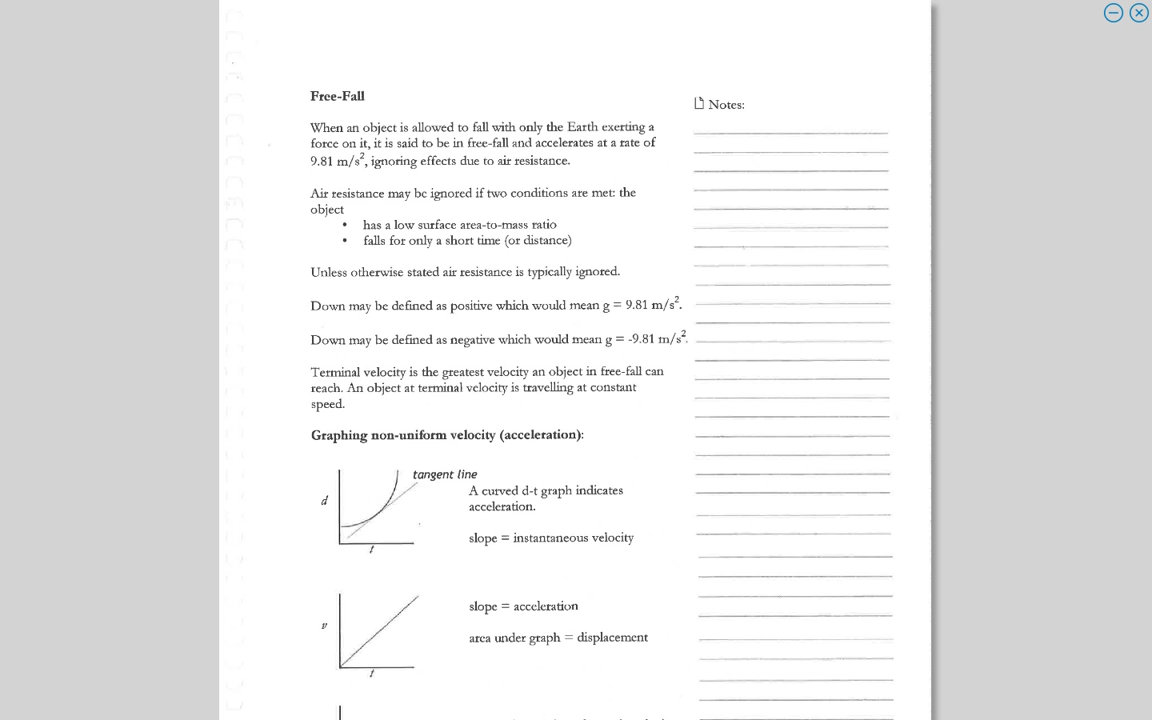 Free-Fall
When an object is allowed to fall with only the Earth exerting a
force on it, it is said to be in free-fall and accelerates at a rate of
9.81 m/s², ignoring effects due to air resistance.
Air resistance may be ignored if two conditions are met: the
object
• has a low surface area-to-mass ratio
• falls for only a short time (or distance)
Unless otherwise stated air resistance is typically ignored.
Down may be defined as positive which would mean g = 9.81 m/s².
Down may be defined as negative which would mean g = -9.81 m/s².
Terminal velocity is the greatest velocity an object in free-fall can
reach. An object at terminal velocity is travelling at constant
speed.
Graphing non-uniform velocity (acceleration):
tangent line
d
t
A curved d-t graph indicates
acceleration.
slope = instantaneous velocity
v
t
slope = acceleration
area under graph = displacement
Notes: